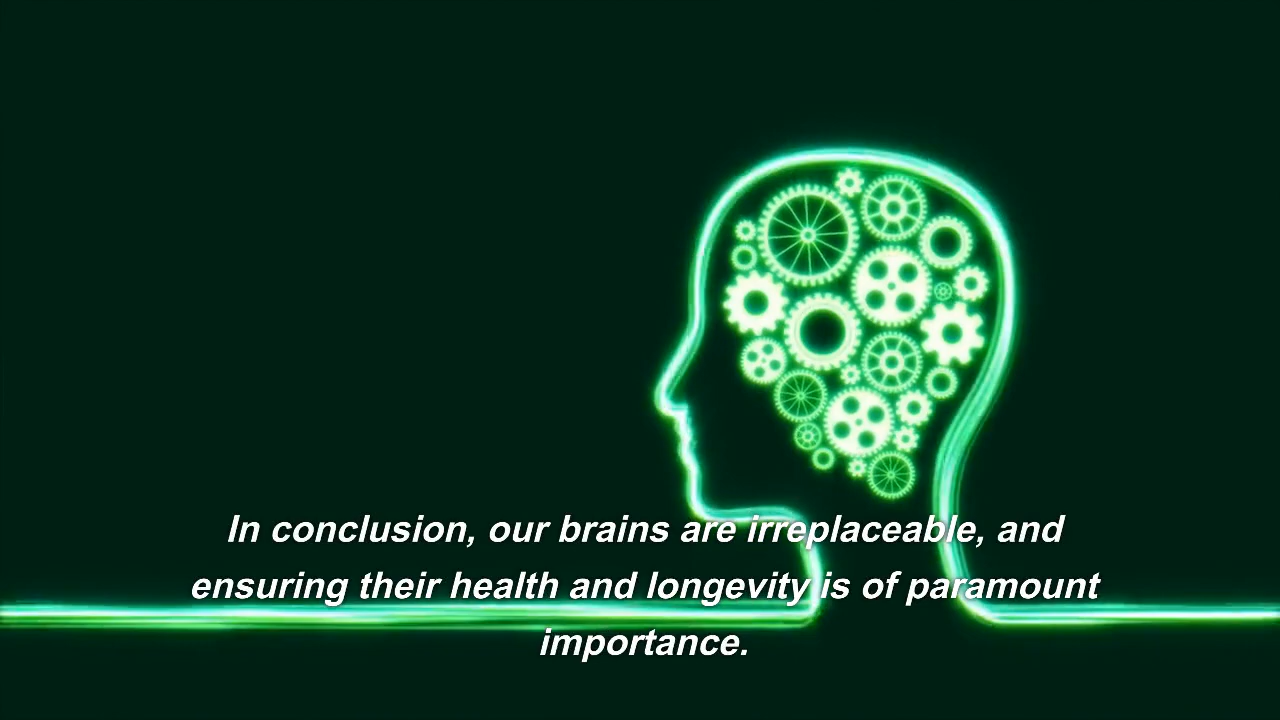 In conclusion, our brains are irreplaceable, and
ensuring their health and longevity is of paramount
importance.